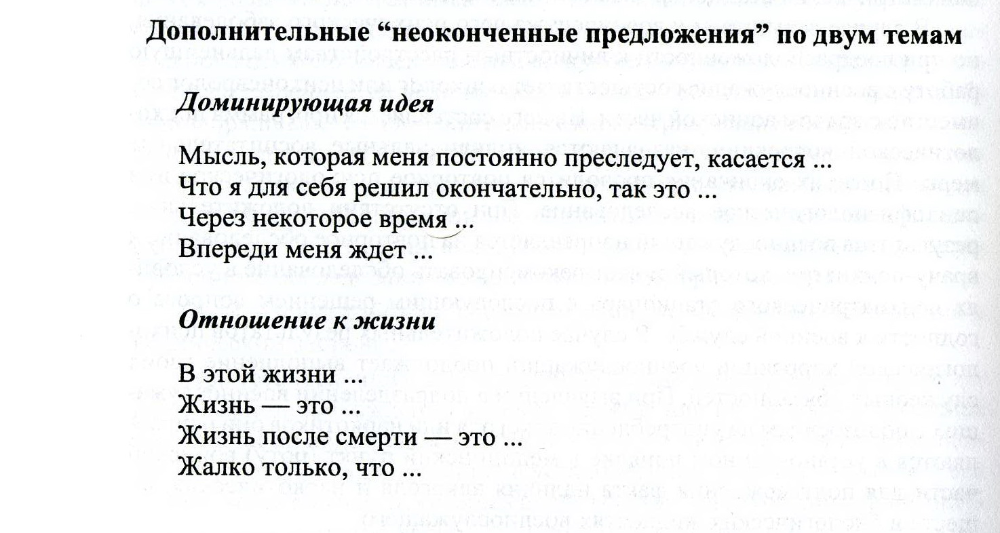 Дополнительные “неоконченные предложения” по двум темам
Доминирующая идея
Мысль, которая меня постоянно преследует, касается ...
Что я для себя решил окончательно, так это ...
Через некоторое время ...
Впереди меня ждет ...
Отношение к жизни
В этой жизни ...
Жизнь — это ...
Жизнь после смерти — это ...
Жалко только, что ...